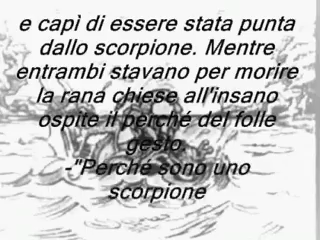 e capì di essere stata punta
dallo scorpione. Mentre
entrambi stavano per morire
la rana chiese all'insano
ospite il perché del folle
gesto.
-"Perché sono uno
scorpione